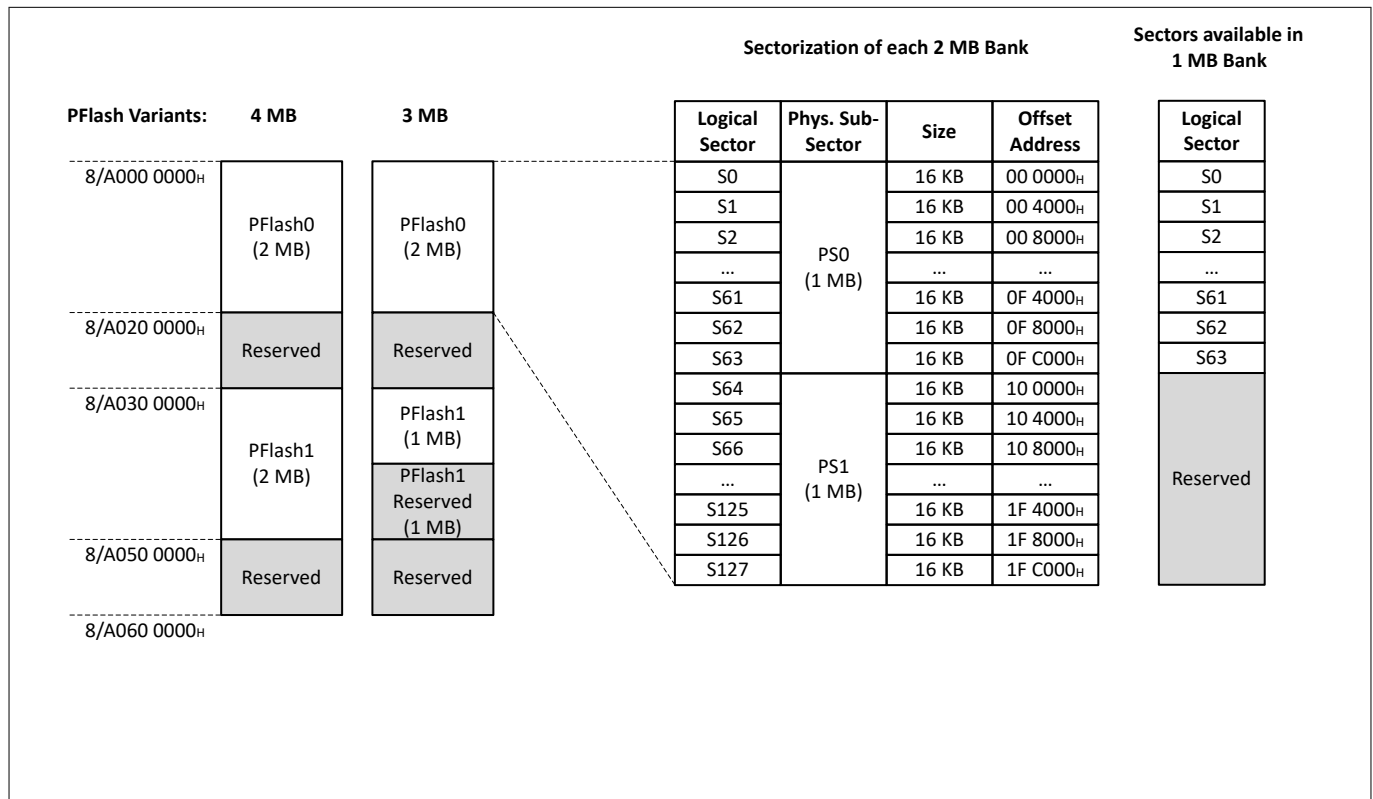 Sectorization of each 2 MB Bank
Sectors available in
1 MB Bank
PFlash Variants: 4 MB 3 MB
8/A000 0000H
PFlash0
(2 MB)
PFlash0
(2 MB)
8/A020 0000H
Reserved
Reserved
8/A030 0000H
PFlash1
(2 MB)
PFlash1
(1 MB)
PFlash1
Reserved
(1 MB)
8/A050 0000H
Reserved
Reserved
8/A060 0000H
Logical
Sector
Phys. Sub-
Sector
Size
Offset
Address
S0 16 KB 00 0000H
S1 16 KB 00 4000H
S2 16 KB 00 8000H
... ... ...
S61 16 KB 0F 4000H
S62 16 KB 0F 8000H
S63 16 KB 0F C000H
PS0
(1 MB)
S64 16 KB 10 0000H
S65 16 KB 10 4000H
S66 16 KB 10 8000H
... ... ...
S125 16 KB 1F 4000H
S126 16 KB 1F 8000H
S127 16 KB 1F C000H
PS1
(1 MB)
Logical
Sector
S0
S1
S2
...
S61
S62
S63
Reserved